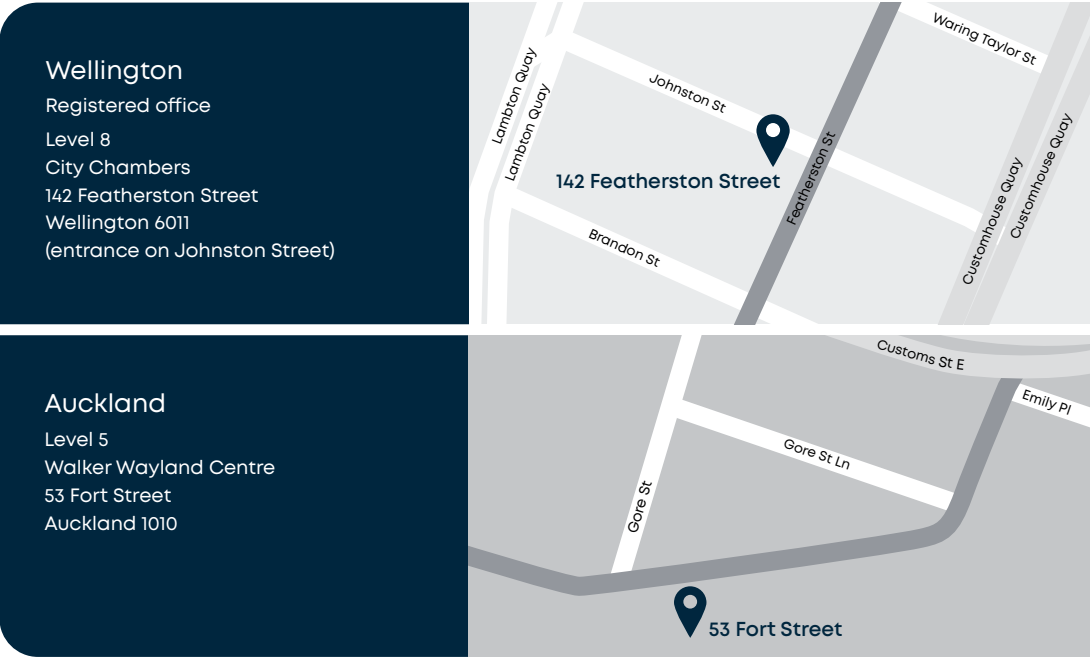 Wellington
Registered office
Level 8
City Chambers
142 Featherston Street
Wellington 6011
(entrance on Johnston Street)
Lambton Quay
Lambton Quay
Johnston St
Waring Taylor St
142 Featherston Street
Featherston St
Brandon St
Customhouse Quay
Customhouse Quay
Auckland
Level 5
Walker Wayland Centre
53 Fort Street
Auckland 1010
Customs St E
Emily Pl
Gore St Ln
Gore St
53 Fort Street